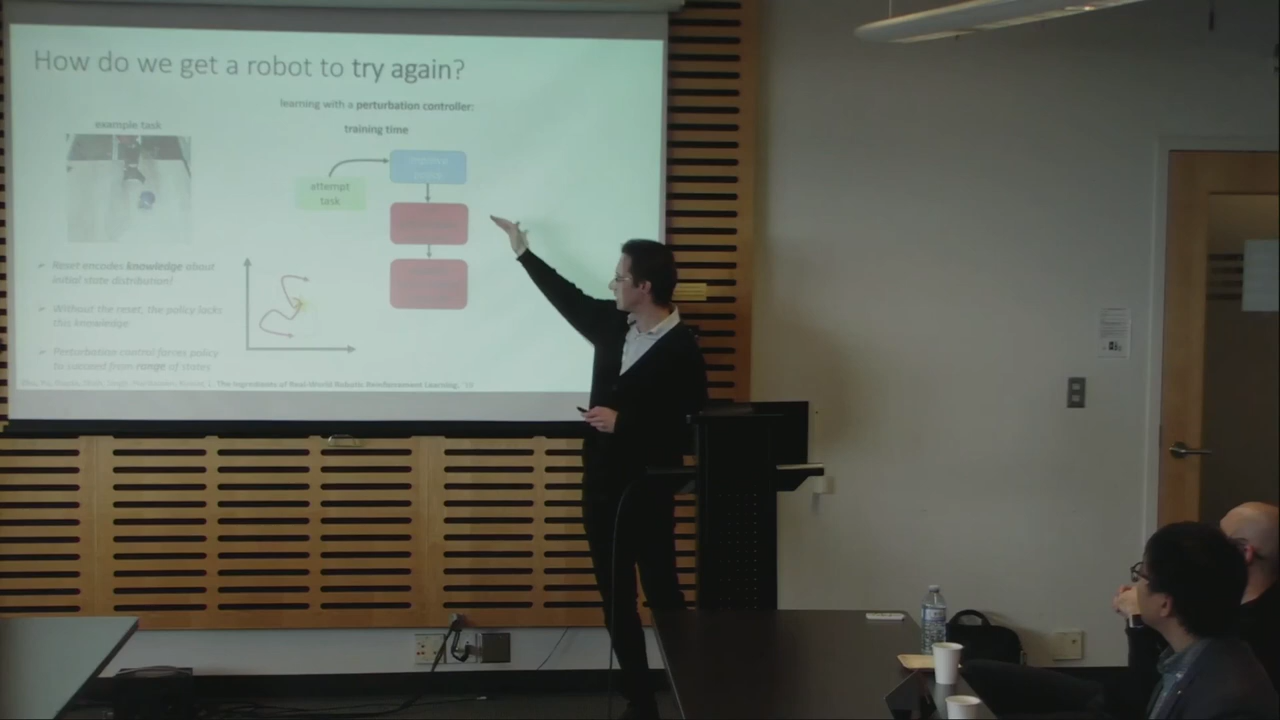 How do we get a robot to try again?
learning with a perturbation controller:
example task
training time
attempt
task
➢ Reset encodes knowledge about
initial state distribution!
➢ Without the reset, the policy lacks
this knowledge.
➢ Perturbation control forces policy
to succeed from range of states
The Ingredients of Real-World Robotic Reinforcement Learning.